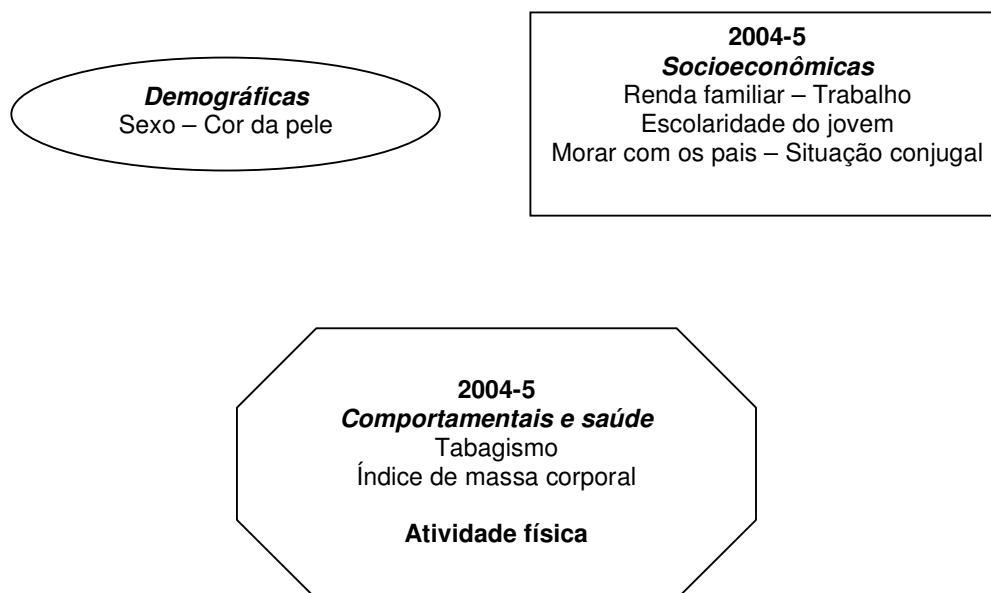 Demográficas
Sexo – Cor da pele
2004-5
Socioeconômicas
Renda familiar – Trabalho
Escolaridade do jovem
Morar com os pais – Situação conjugal
2004-5
Comportamentais e saúde
Tabagismo
Índice de massa corporal
Atividade física